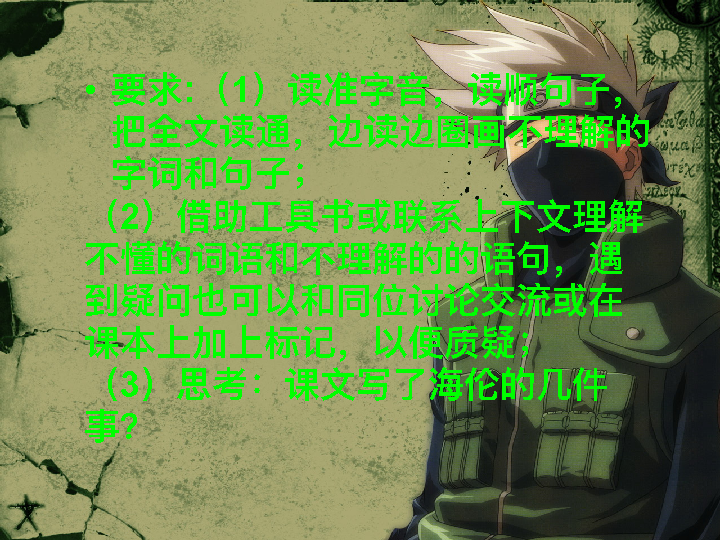 • 要求:（1）读准字音，读顺句子，
把全文读通，边读边圈画不理解的
字词和句子；
（2）借助工具书或联系上下文理解
不懂的词语和不理解的的语句，遇
到疑问也可以和同位讨论交流或在
课本上加上标记，以便质疑；
（3）思考：课文写了海伦的几件
事?